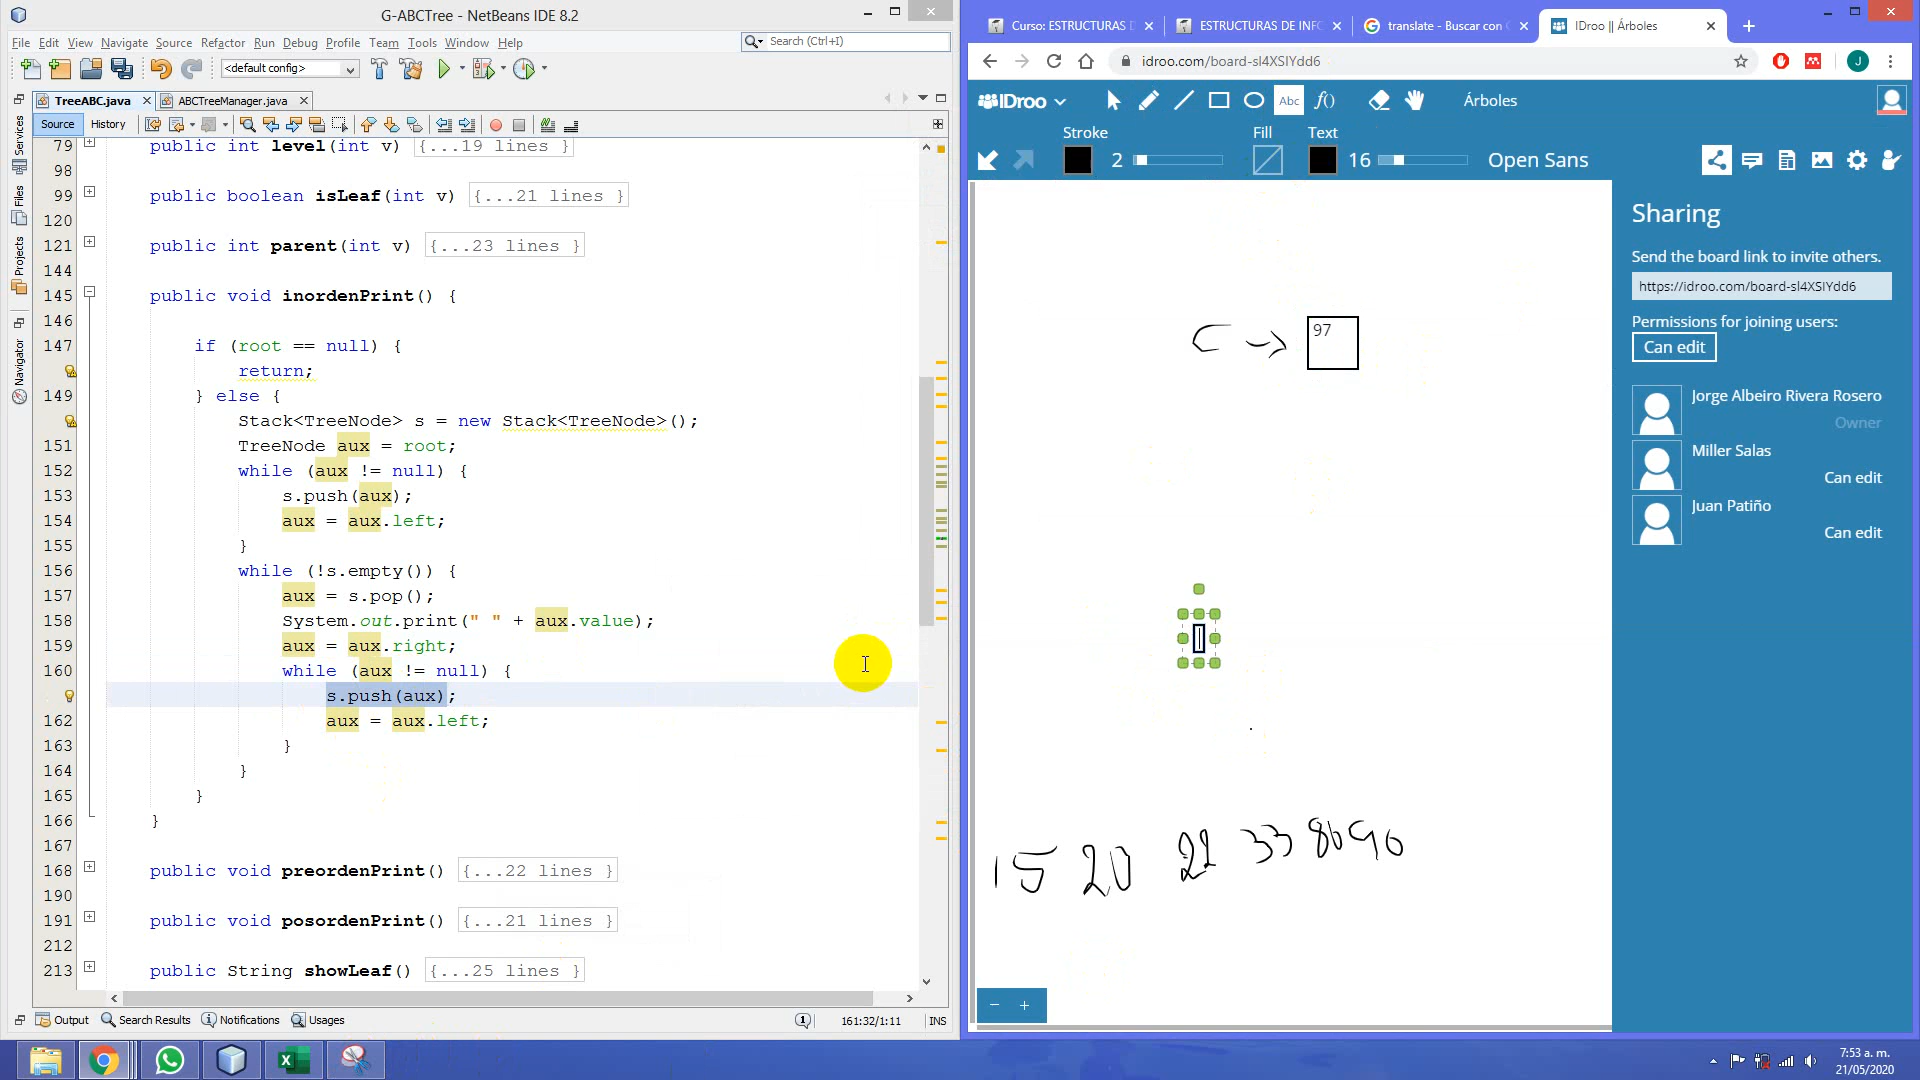 G-ABCTree - NetBeans IDE 8.2
File Edit View Navigate Source Refactor Run Debug Profile Team Tools Window Help
Search (Ctrl+I)
<default config>
TreeABC.java ABCTreeManager.java
Source History
Services
Files
Projects
Navigator
79 public int level(int v) {...19 lines }
98
99 public boolean isLeaf(int v) {...21 lines }
120
121 public int parent(int v) {...23 lines }
144
145 public void inordenPrint() {
146
147 if (root == null) {
return;
149 } else {
Stack<TreeNode> s = new Stack<TreeNode>();
151 TreeNode aux = root;
152 while (aux != null) {
153 s.push(aux);
154 aux = aux.left;
155 }
156 while (!s.empty()) {
157 aux = s.pop();
158 System.out.print(" " + aux.value);
159 aux = aux.right;
160 while (aux != null) {
s.push(aux);
162 aux = aux.left;
163 }
164 }
165 }
166 }
167
168 public void preordenPrint() {...22 lines }
190
191 public void posordenPrint() {...21 lines }
212
213 public String showLeaf() {...25 lines }
Output Search Results Notifications Usages
161:32/1:11 INS
Curso: ESTRUCTURAS D ESTRUCTURAS DE INFO translate - Buscar con G IDroo || Árboles
idroo.com/board-sl4XSIYdd6
J
IDroo Abc f() Árboles
Stroke Fill Text
2 16 Open Sans
97
15 20 22 33 80 90
− +
Sharing
Send the board link to invite others.
https://idroo.com/board-sl4XSIYdd6
Permissions for joining users:
Can edit
Jorge Albeiro Rivera Rosero
Owner
Miller Salas
Can edit
Juan Patiño
Can edit
7:53 a. m.
21/05/2020